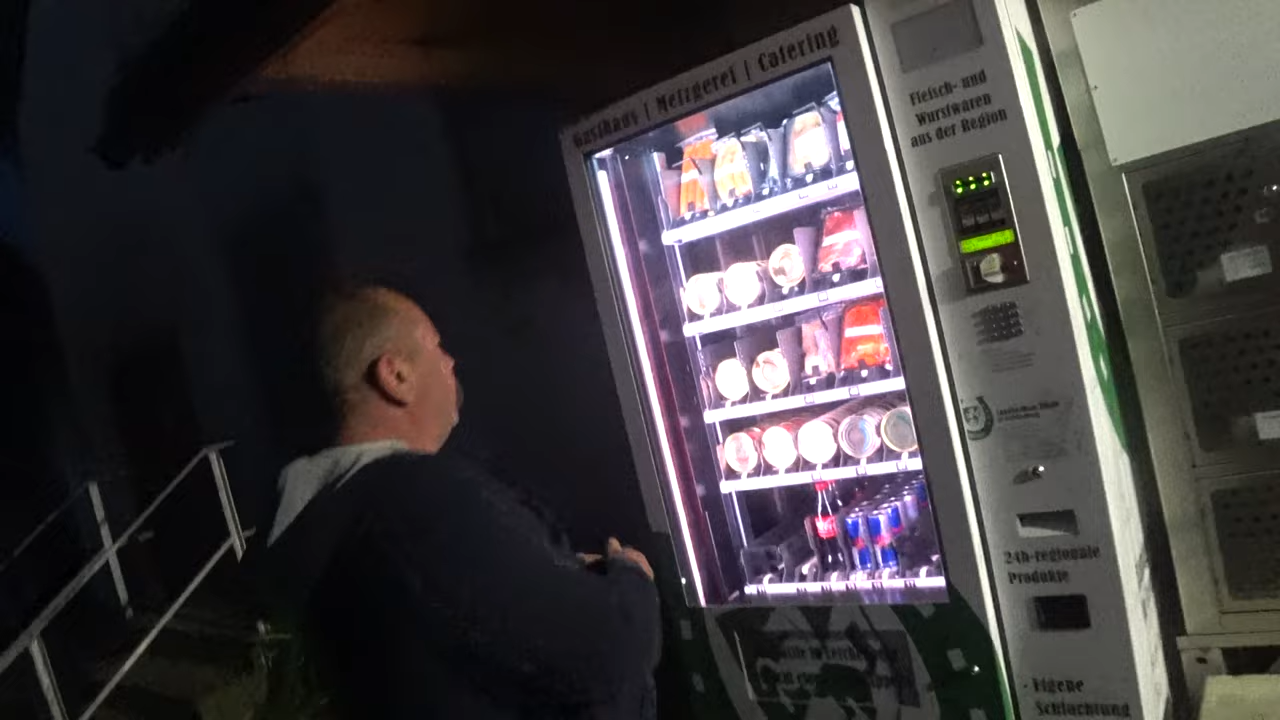 Gasthaus | Metzgerei | Catering
Fleisch- und
Wurstwaren
aus der Region
24h-regionale
Produkte
- Eigene
Schlachtung